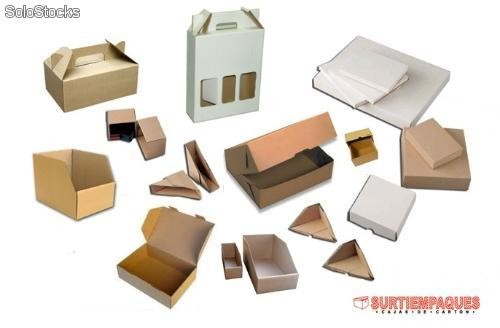 SoloStocks
SURTIEMPAQUES
CAJAS - DE - CARTON